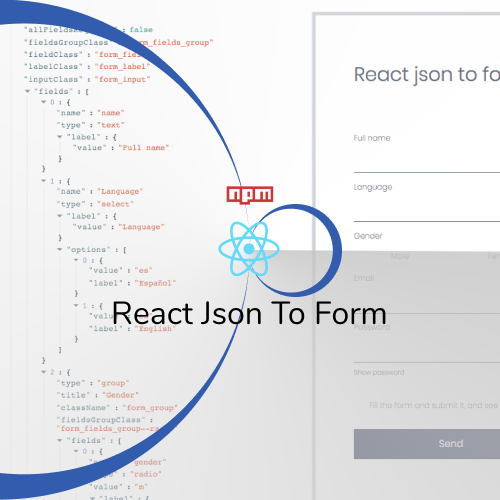 "allFieldsRequired" : false
"fieldsGroupClass" : "form_fields_group"
"fieldClass" : "form_field"
"labelClass" : "form_label"
"inputClass" : "form_input"
"fields" : [
0 : {
"name" : "name"
"type" : "text"
"label" : {
"value" : "Full name"
}
}
1 : {
"name" : "Language"
"type" : "select"
"label" : {
"value" : "Language"
}
"options" : [
0 : {
"value" : "es"
"label" : "Español"
}
1 : {
"label" : "English"
}
]
}
2 : {
"type" : "group"
"title" : "Gender"
"className" : "form_group"
"fieldsGroupClass" :
"form_fields_group--ra
"fields" : [
0 : {
"gender"
"radio"
"value" : "m"
"label" : {
npm
React Json To Form
React json to fo
Full name
Language
Gender
Male
Fe
Email
Password
Show password
Fill the form and submit it, and see
Send